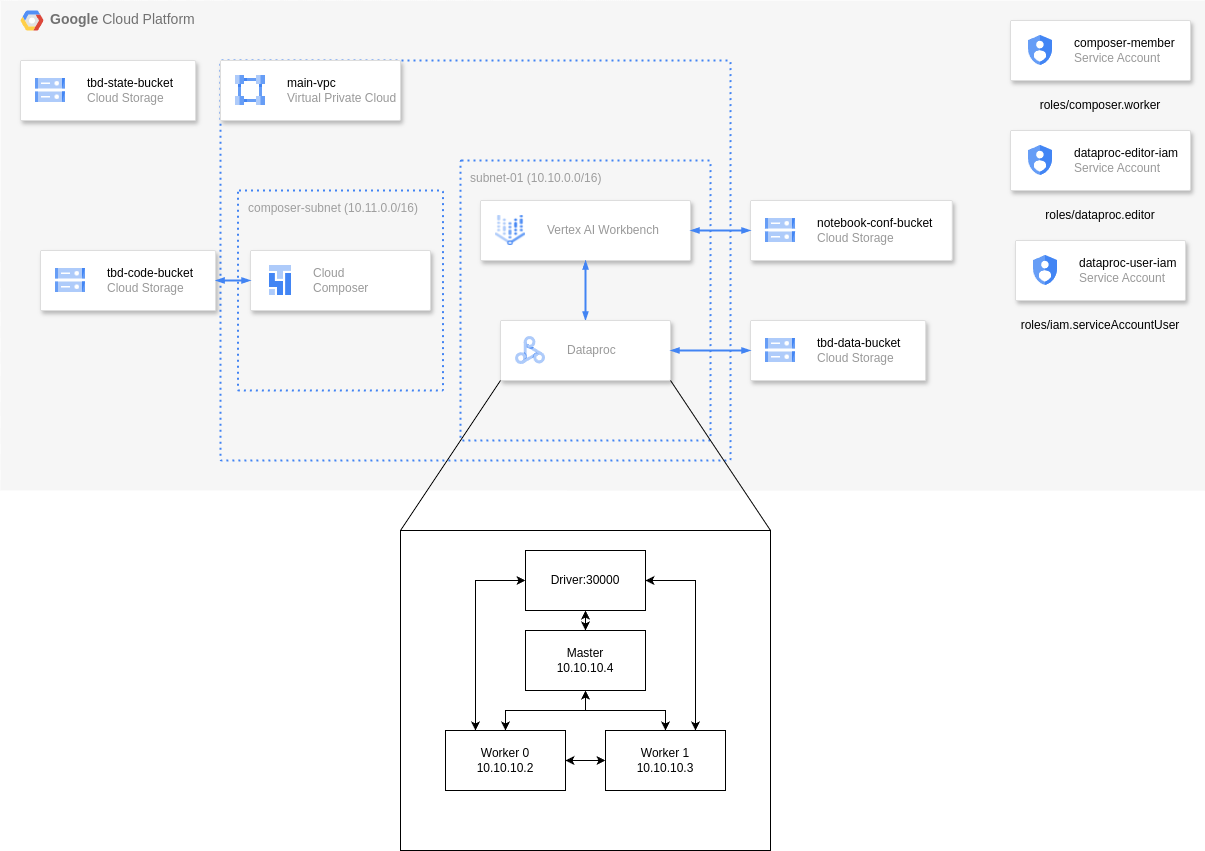 Google Cloud Platform
tbd-state-bucket
Cloud Storage
main-vpc
Virtual Private Cloud
composer-member
Service Account
roles/composer.worker
dataproc-editor-iam
Service Account
roles/dataproc.editor
dataproc-user-iam
Service Account
roles/iam.serviceAccountUser
subnet-01 (10.10.0.0/16)
composer-subnet (10.11.0.0/16)
Vertex AI Workbench
notebook-conf-bucket
Cloud Storage
tbd-code-bucket
Cloud Storage
Cloud
Composer
Dataproc
tbd-data-bucket
Cloud Storage
Driver:30000
Master
10.10.10.4
Worker 0
10.10.10.2
Worker 1
10.10.10.3